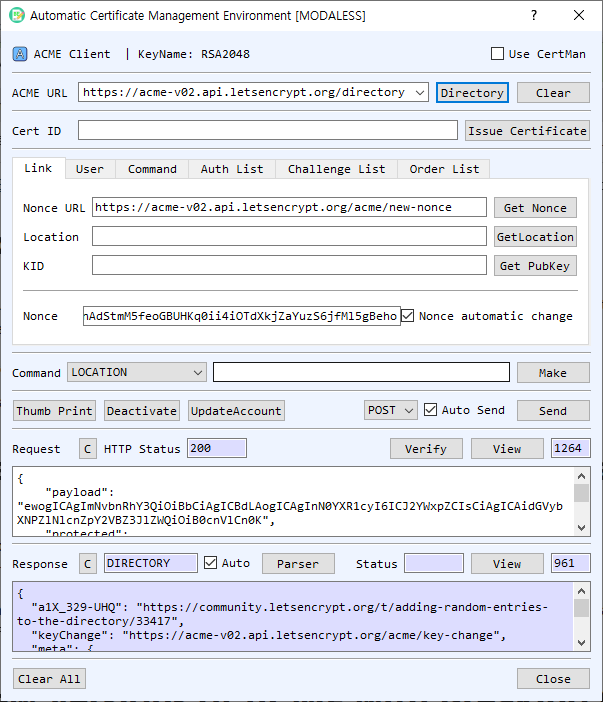 Automatic Certificate Management Environment [MODALESS]
ACME Client | KeyName: RSA2048 Use CertMan
ACME URL https://acme-v02.api.letsencrypt.org/directory Directory Clear
Cert ID Issue Certificate
Link User Command Auth List Challenge List Order List
Nonce URL https://acme-v02.api.letsencrypt.org/acme/new-nonce Get Nonce
Location GetLocation
KID Get PubKey
Nonce nAdStmM5feoGBUHKq0ii4iOTdXkjZaYuzS6jfMl5gBeho Nonce automatic change
Command LOCATION Make
Thumb Print Deactivate UpdateAccount POST Auto Send Send
Request C HTTP Status 200 Verify View 1264
{
"payload":
"ewogICAgImNvbnRhY3QiOiBbCiAgICBdLAogICAgInN0YXR1cyI6ICJ2YWxpZCIsCiAgICAidGVyb
XNPZlNlcnZpY2VBZ3JlZWQiOiB0cnVlCn0K",
"protected":
Response C DIRECTORY Auto Parser Status View 961
{
"a1X_329-UHQ": "https://community.letsencrypt.org/t/adding-random-entries-
to-the-directory/33417",
"keyChange": "https://acme-v02.api.letsencrypt.org/acme/key-change",
"meta": {
Clear All Close